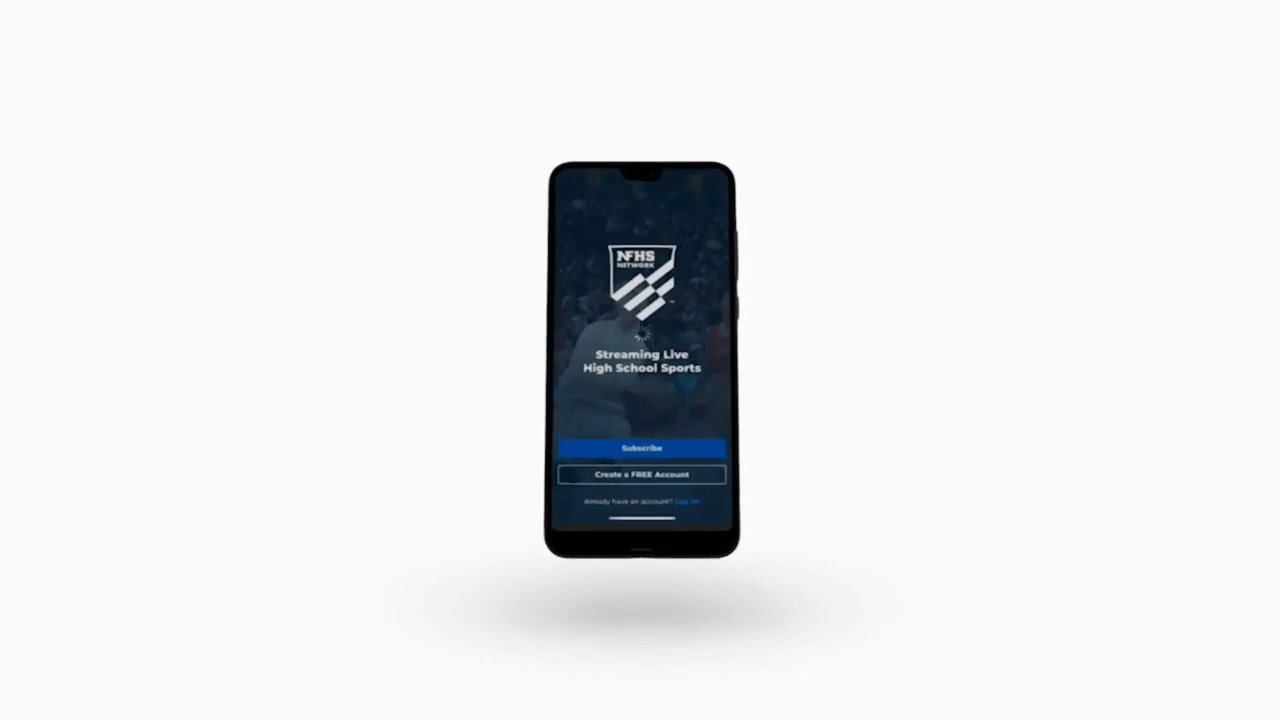 NFHS
NETWORK
Streaming Live
High School Sports
Subscribe
Create a FREE Account
Already have an account? Log In!